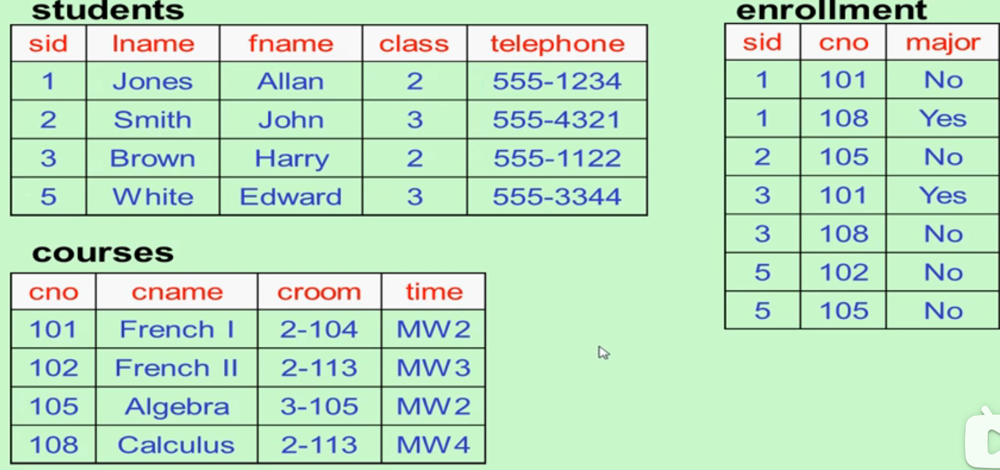 students
sid lname fname class telephone
1 Jones Allan 2 555-1234
2 Smith John 3 555-4321
3 Brown Harry 2 555-1122
5 White Edward 3 555-3344
courses
cno cname croom time
101 French I 2-104 MW2
102 French II 2-113 MW3
105 Algebra 3-105 MW2
108 Calculus 2-113 MW4
enrollment
sid cno major
1 101 No
1 108 Yes
2 105 No
3 101 Yes
3 108 No
5 102 No
5 105 No